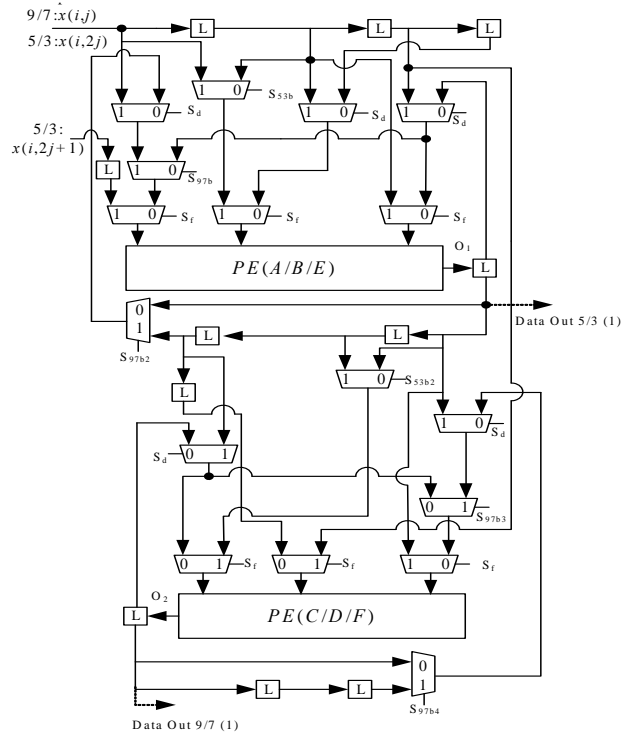 9/7:x̂(i,j)
5/3:x(i,2j)
L
L
L
1 0
S53b
1 0
Sd
1 0
Sd
1 0
Sd
5/3:
x(i,2j+1)
L
1 0
S97b
1 0
Sf
1 0
Sf
1 0
Sf
PE(A/B/E)
O1
L
0
1
S97b2
Data Out 5/3 (1)
L
L
1 0
S53b2
L
1 0
Sd
Sd
0 1
0 1
S97b3
0 1
Sf
0 1
Sf
1 0
Sf
O2
L
PE(C/D/F)
0
1
L
L
S97b4
Data Out 9/7 (1)